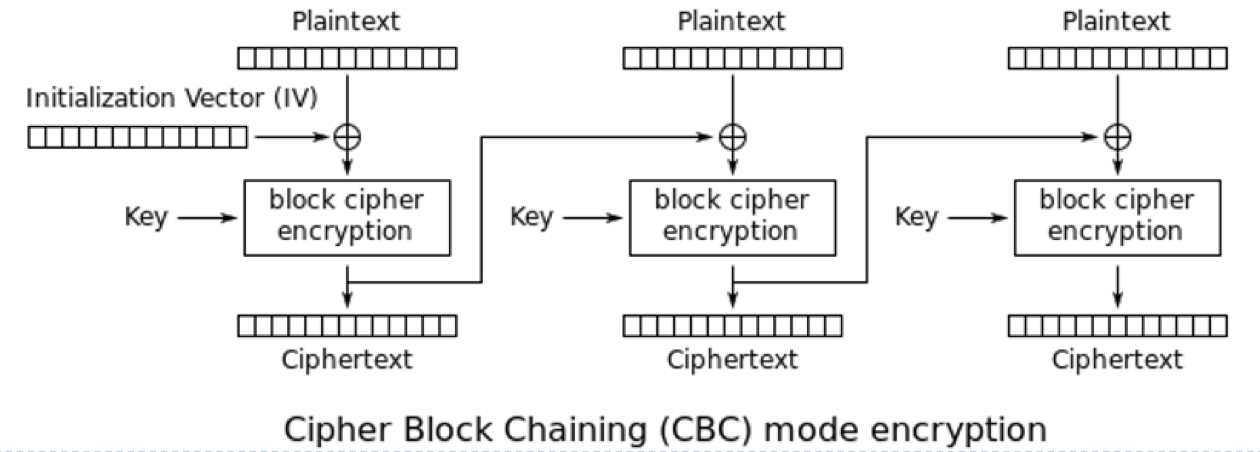 Plaintext
Plaintext
Plaintext
Initialization Vector (IV)
Key
block cipher
encryption
Key
block cipher
encryption
Key
block cipher
encryption
Ciphertext
Ciphertext
Ciphertext
Cipher Block Chaining (CBC) mode encryption